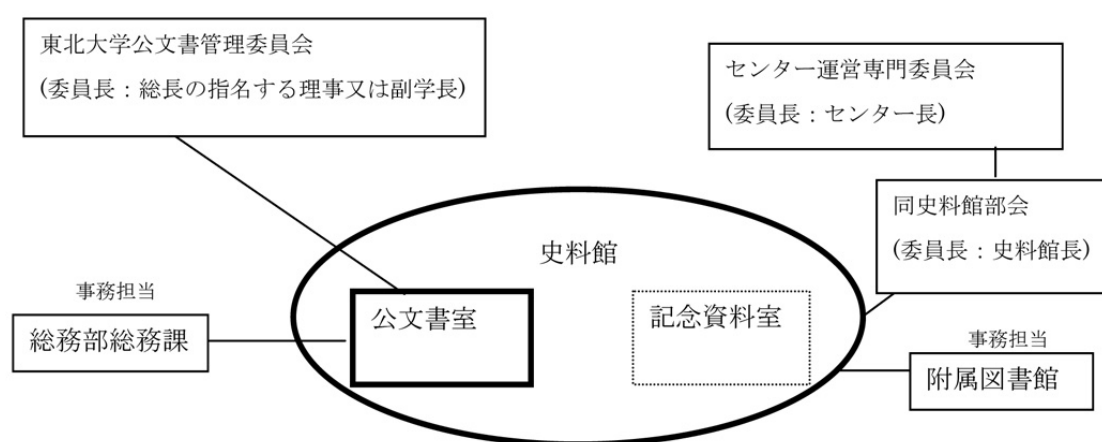 東北大学公文書管理委員会
(委員長：総長の指名する理事又は副学長)
センター運営専門委員会
(委員長：センター長)
同史料館部会
(委員長：史料館長)
史料館
事務担当
総務部総務課
公文書室
記念資料室
事務担当
附属図書館